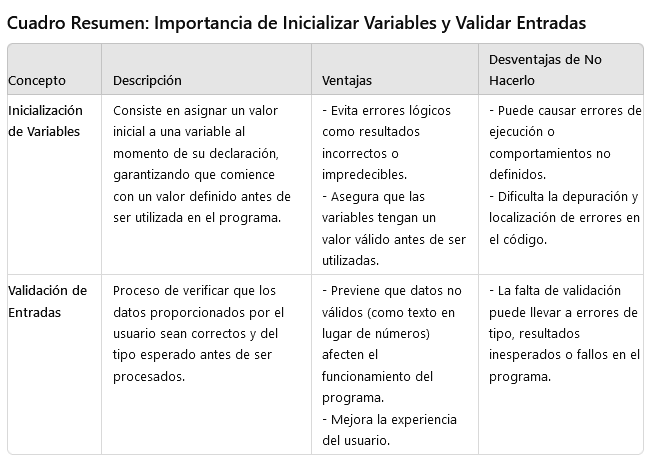 Cuadro Resumen: Importancia de Inicializar Variables y Validar Entradas
Concepto
Descripción
Ventajas
Desventajas de No
Hacerlo
Inicialización
de Variables
Consiste en asignar un valor
inicial a una variable al
momento de su declaración,
garantizando que comience
con un valor definido antes de
ser utilizada en el programa.
- Evita errores lógicos
como resultados
incorrectos o
impredecibles.
- Asegura que las
variables tengan un
valor válido antes de ser
utilizadas.
- Puede causar errores de
ejecución o
comportamientos no
definidos.
- Dificulta la depuración y
localización de errores en
el código.
Validación de
Entradas
Proceso de verificar que los
datos proporcionados por el
usuario sean correctos y del
tipo esperado antes de ser
procesados.
- Previene que datos no
válidos (como texto en
lugar de números)
afecten el
funcionamiento del
programa.
- Mejora la experiencia
del usuario.
- La falta de validación
puede llevar a errores de
tipo, resultados
inesperados o fallos en el
programa.